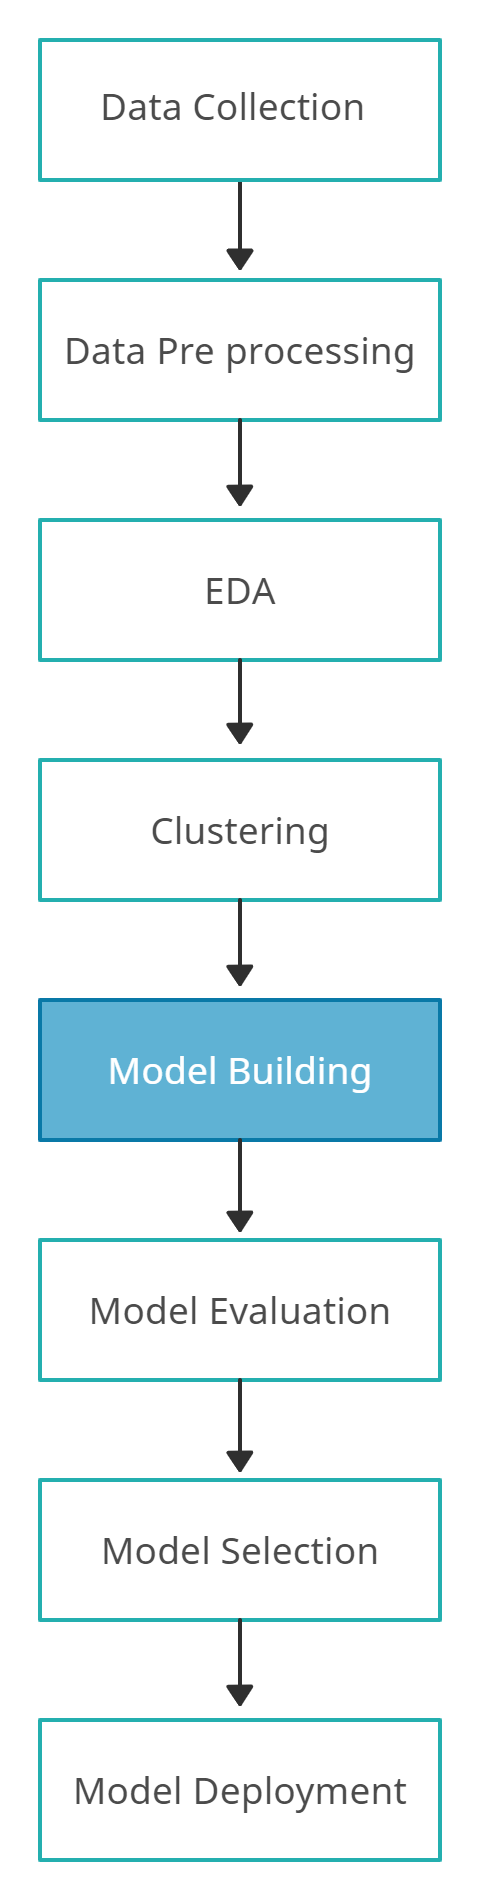 Data Collection
Data Pre processing
EDA
Clustering
Model Building
Model Evaluation
Model Selection
Model Deployment